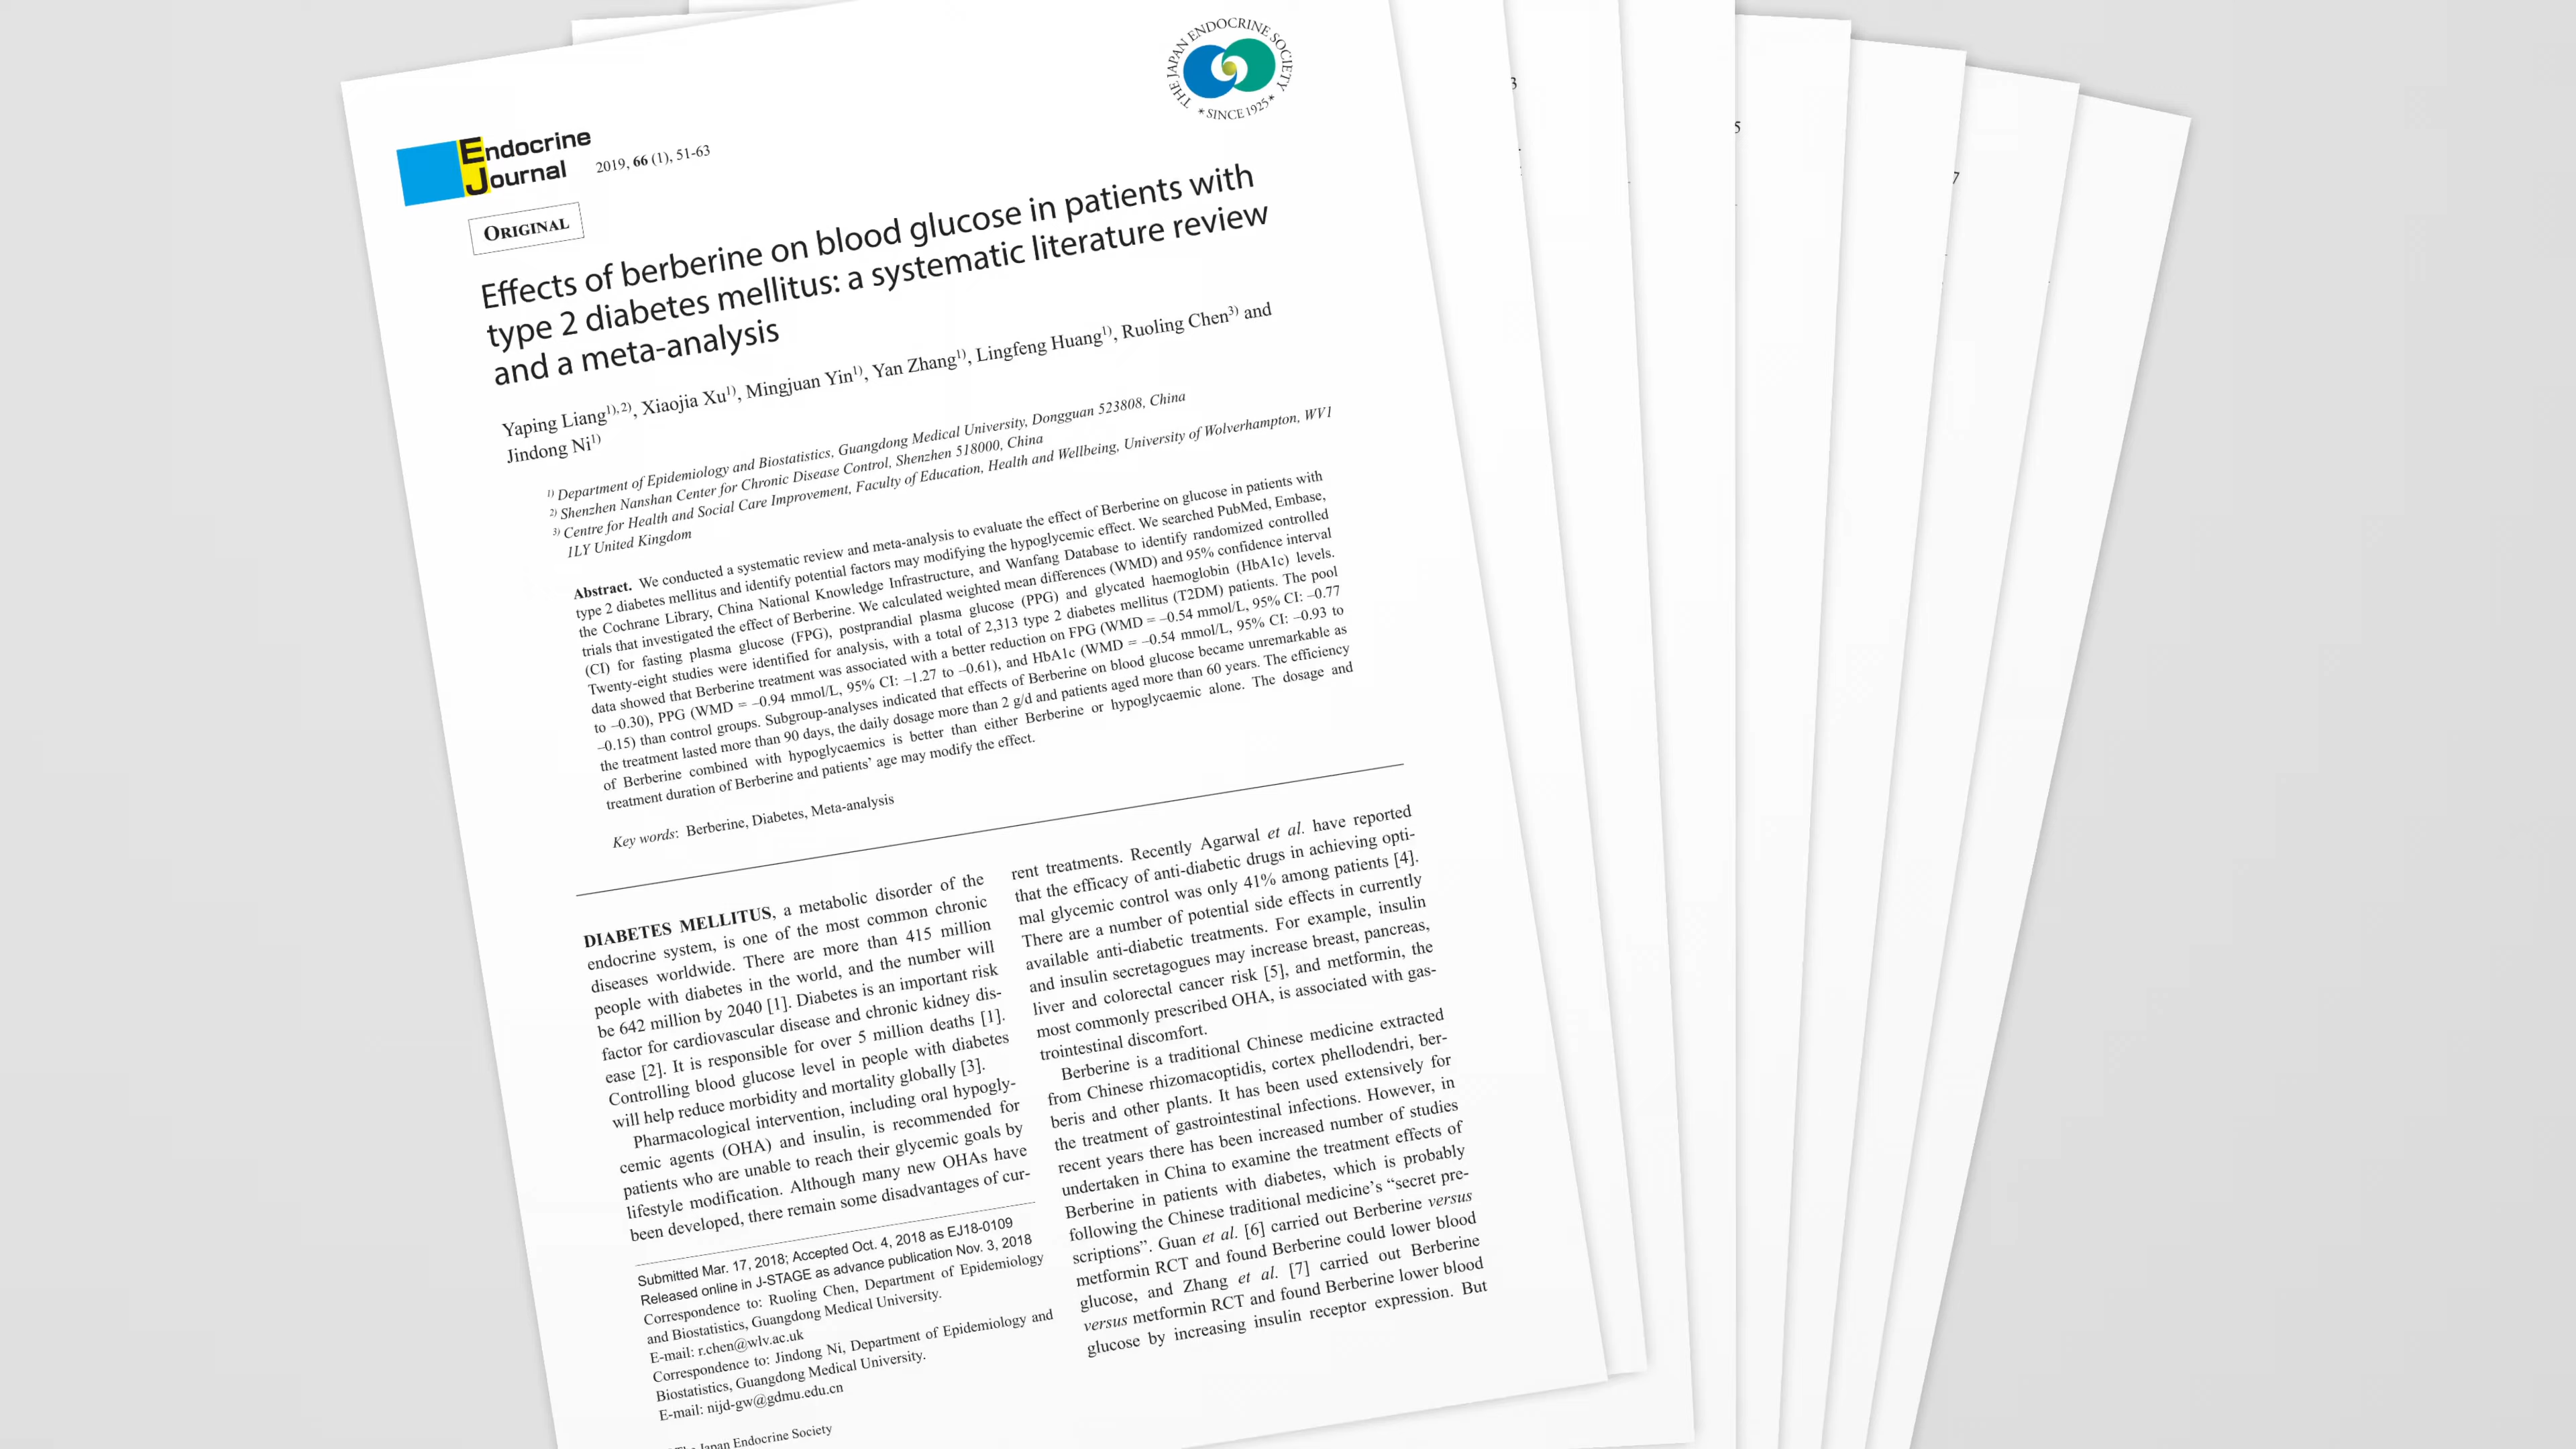 THE JAPAN ENDOCRINE SOCIETY
* SINCE 1925 *
Endocrine
Journal
2019, 66 (1), 51-63
ORIGINAL
Effects of berberine on blood glucose in patients with
type 2 diabetes mellitus: a systematic literature review
and a meta-analysis
Yaping Liang1), 2), Xiaojia Xu1), Mingjuan Yin1), Yan Zhang1), Lingfeng Huang1), Ruoling Chen3) and
Jindong Ni1)
1) Department of Epidemiology and Biostatistics, Guangdong Medical University, Dongguan 523808, China
2) Shenzhen Nanshan Center for Chronic Disease Control, Shenzhen 518000, China
3) Centre for Health and Social Care Improvement, Faculty of Education, Health and Wellbeing, University of Wolverhampton, WV1
1LY United Kingdom
Abstract. We conducted a systematic review and meta-analysis to evaluate the effect of Berberine on glucose in patients with
type 2 diabetes mellitus and identify potential factors may modifying the hypoglycemic effect. We searched PubMed, Embase,
the Cochrane Library, China National Knowledge Infrastructure, and Wanfang Database to identify randomized controlled
trials that investigated the effect of Berberine. We calculated weighted mean differences (WMD) and 95% confidence interval
(CI) for fasting plasma glucose (FPG), postprandial plasma glucose (PPG) and glycated haemoglobin (HbA1c) levels.
Twenty-eight studies were identified for analysis, with a total of 2,313 type 2 diabetes mellitus (T2DM) patients. The pool
data showed that Berberine treatment was associated with a better reduction on FPG (WMD = –0.54 mmol/L, 95% CI: –0.77
to –0.30), PPG (WMD = –0.94 mmol/L, 95% CI: –1.27 to –0.61), and HbA1c (WMD = –0.54 mmol/L, 95% CI: –0.93 to
–0.15) than control groups. Subgroup-analyses indicated that effects of Berberine on blood glucose became unremarkable as
the treatment lasted more than 90 days, the daily dosage more than 2 g/d and patients aged more than 60 years. The efficiency
of Berberine combined with hypoglycaemics is better than either Berberine or hypoglycaemic alone. The dosage and
treatment duration of Berberine and patients' age may modify the effect.
Key words: Berberine, Diabetes, Meta-analysis
DIABETES MELLITUS, a metabolic disorder of the
endocrine system, is one of the most common chronic
diseases worldwide. There are more than 415 million
people with diabetes in the world, and the number will
be 642 million by 2040 [1]. Diabetes is an important risk
factor for cardiovascular disease and chronic kidney dis-
ease [2]. It is responsible for over 5 million deaths [1].
Controlling blood glucose level in people with diabetes
will help reduce morbidity and mortality globally [3].
Pharmacological intervention, including oral hypogly-
cemic agents (OHA) and insulin, is recommended for
patients who are unable to reach their glycemic goals by
lifestyle modification. Although many new OHAs have
been developed, there remain some disadvantages of cur-
Submitted Mar. 17, 2018; Accepted Oct. 4, 2018 as EJ18-0109
Released online in J-STAGE as advance publication Nov. 3, 2018
Correspondence to: Ruoling Chen, Department of Epidemiology
and Biostatistics, Guangdong Medical University.
E-mail: r.chen@wlv.ac.uk
Correspondence to: Jindong Ni, Department of Epidemiology and
Biostatistics, Guangdong Medical University.
E-mail: nijd-gw@gdmu.edu.cn
The Japan Endocrine Society
rent treatments. Recently Agarwal et al. have reported
that the efficacy of anti-diabetic drugs in achieving opti-
mal glycemic control was only 41% among patients [4].
There are a number of potential side effects in currently
available anti-diabetic treatments. For example, insulin
and insulin secretagogues may increase breast, pancreas,
liver and colorectal cancer risk [5], and metformin, the
most commonly prescribed OHA, is associated with gas-
trointestinal discomfort.
Berberine is a traditional Chinese medicine extracted
from Chinese rhizomacoptidis, cortex phellodendri, ber-
beris and other plants. It has been used extensively for
the treatment of gastrointestinal infections. However, in
recent years there has been increased number of studies
undertaken in China to examine the treatment effects of
Berberine in patients with diabetes, which is probably
following the Chinese traditional medicine's “secret pre-
scriptions”. Guan et al. [6] carried out Berberine versus
metformin RCT and found Berberine could lower blood
glucose, and Zhang et al. [7] carried out Berberine
versus metformin RCT and found Berberine lower blood
glucose by increasing insulin receptor expression. But
3
5
7